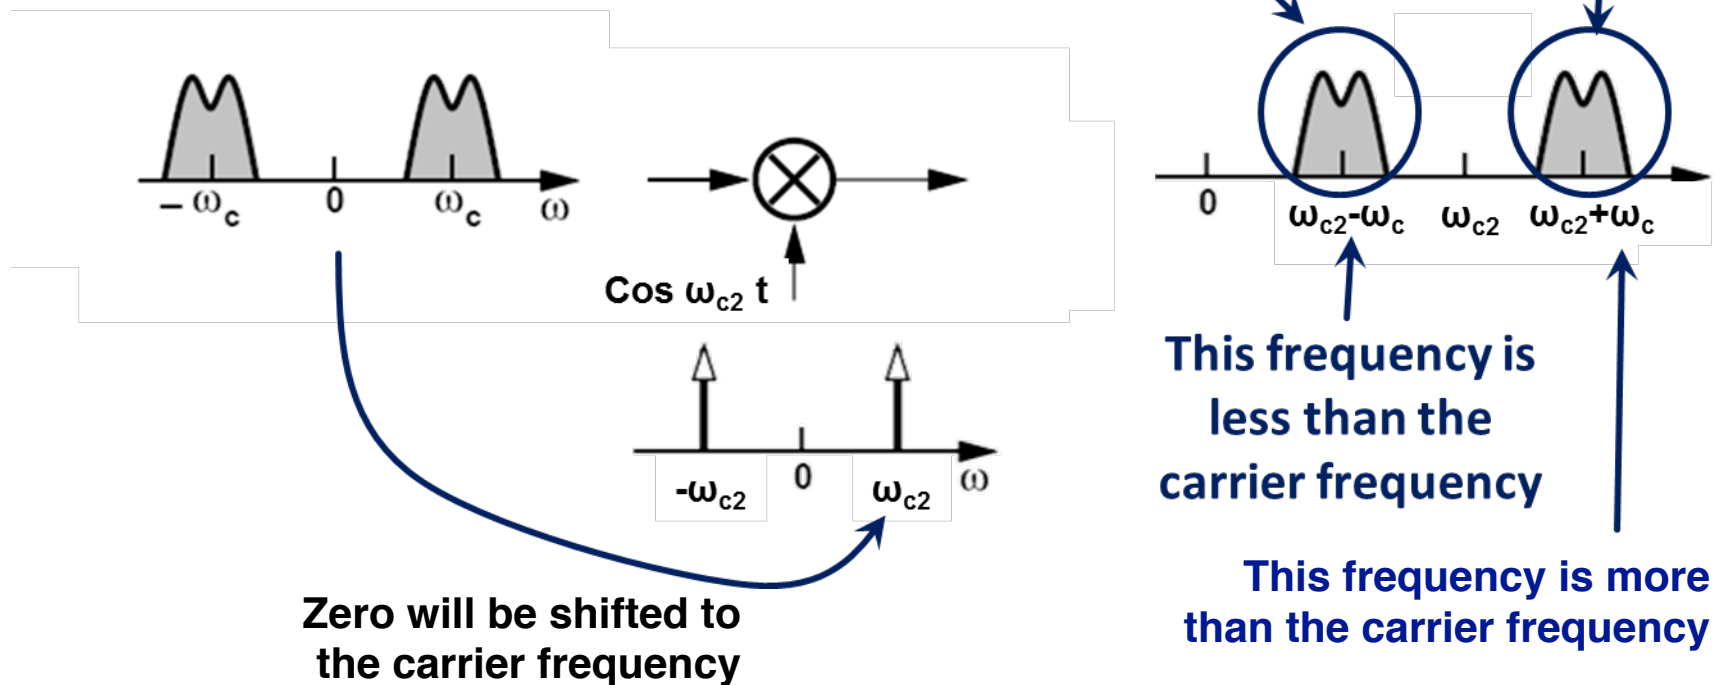 − ω_c 0 ω_c ω
Cos ω_c2 t
-ω_c2 0 ω_c2 ω
Zero will be shifted to
the carrier frequency
0 ω_c2-ω_c ω_c2 ω_c2+ω_c
This frequency is
less than the
carrier frequency
This frequency is more
than the carrier frequency